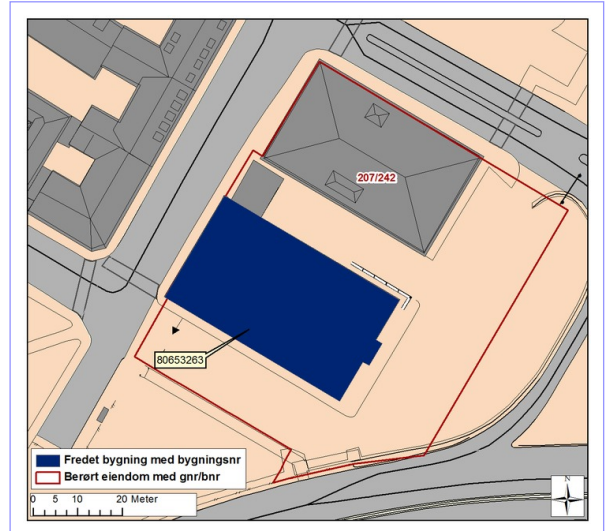 207/242
80653263
Fredet bygning med bygningsnr
Berørt eiendom med gnr/bnr
0 5 10 20 Meter
N